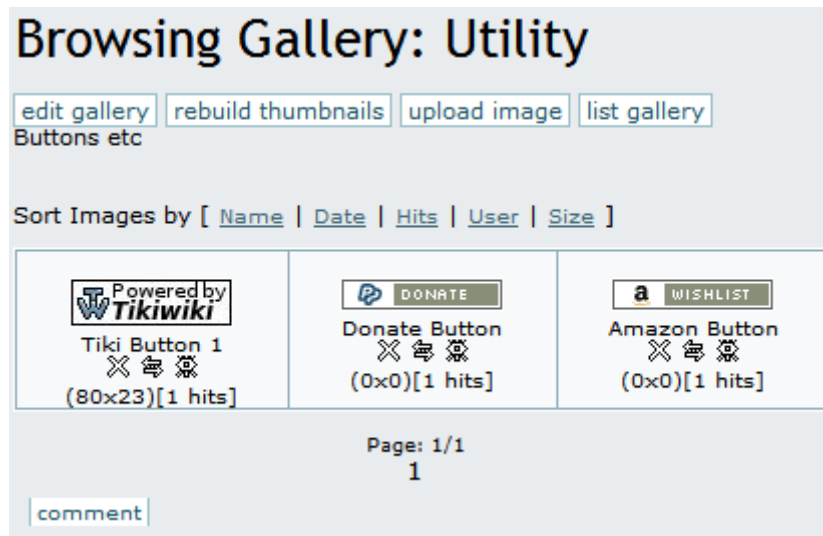 Browsing Gallery: Utility
edit gallery rebuild thumbnails upload image list gallery
Buttons etc
Sort Images by [ Name | Date | Hits | User | Size ]
Powered by
Tikiwiki
Tiki Button 1
(80x23)[1 hits]
DONATE
Donate Button
(0x0)[1 hits]
a WISHLIST
Amazon Button
(0x0)[1 hits]
Page: 1/1
1
comment